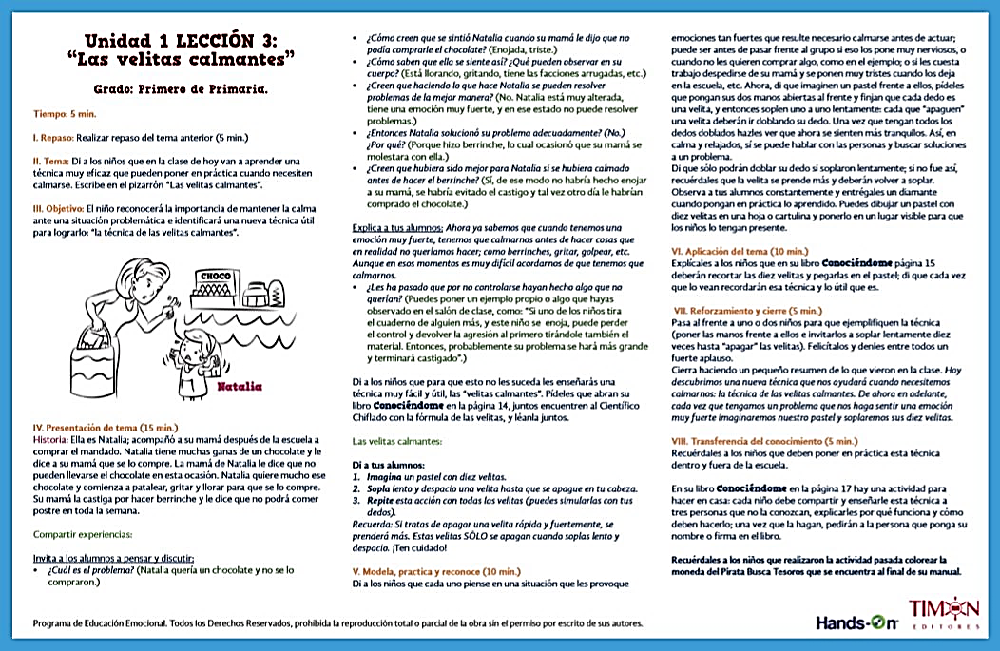 Unidad 1 LECCIÓN 3:
“Las velitas calmantes”
Grado: Primero de Primaria.
Tiempo: 5 min.
I. Repaso: Realizar repaso del tema anterior (5 min.)
II. Tema: Di a los niños que en la clase de hoy van a aprender una
técnica muy eficaz que pueden poner en práctica cuando necesiten
calmarse. Escribe en el pizarrón “Las velitas calmantes”.
III. Objetivo: El niño reconocerá la importancia de mantener la calma
ante una situación problemática e identificará una nueva técnica útil
para lograrlo: “la técnica de las velitas calmantes”.
CHOCO
Natalia
IV. Presentación de tema (15 min.)
Historia: Ella es Natalia; acompañó a su mamá después de la escuela a
comprar el mandado. Natalia tiene muchas ganas de un chocolate y le
dice a su mamá que se lo compre. La mamá de Natalia le dice que no
pueden llevarse el chocolate en esta ocasión. Natalia quiere mucho ese
chocolate y comienza a patalear, gritar y llorar para que se lo compre.
Su mamá la castiga por hacer berrinche y le dice que no podrá comer
postre en toda la semana.
Compartir experiencias:
Invita a los alumnos a pensar y discutir:
• ¿Cuál es el problema? (Natalia quería un chocolate y no se lo
compraron.)
• ¿Cómo creen que se sintió Natalia cuando su mamá le dijo que no
podía comprarle el chocolate? (Enojada, triste.)
• ¿Cómo saben que ella se siente así? ¿Qué pueden observar en su
cuerpo? (Está llorando, gritando, tiene las facciones arrugadas, etc.)
• ¿Creen que haciendo lo que hace Natalia se pueden resolver
problemas de la mejor manera? (No. Natalia está muy alterada,
tiene una emoción muy fuerte, y en ese estado no puede resolver
problemas.)
• ¿Entonces Natalia solucionó su problema adecuadamente? (No.)
¿Por qué? (Porque hizo berrinche, lo cual ocasionó que su mamá se
molestara con ella.)
• ¿Creen que hubiera sido mejor para Natalia si se hubiera calmado
antes de hacer el berrinche? (Sí, de ese modo no habría hecho enojar
a su mamá, se habría evitado el castigo y tal vez otro día le habrían
comprado el chocolate.)
Explica a tus alumnos: Ahora ya sabemos que cuando tenemos una
emoción muy fuerte, tenemos que calmarnos antes de hacer cosas que
en realidad no queríamos hacer; como berrinches, gritar, golpear, etc.
Aunque en esos momentos es muy difícil acordarnos de que tenemos que
calmarnos.
• ¿Les ha pasado que por no controlarse hayan hecho algo que no
querían? (Puedes poner un ejemplo propio o algo que hayas
observado en el salón de clase, como: “Si uno de los niños tira
el cuaderno de alguien más, y este niño se enoja, puede perder
el control y devolver la agresión al primero tirándole también el
material. Entonces, probablemente su problema se hará más grande
y terminará castigado”.)
Di a los niños que para que esto no les suceda les enseñarás una
técnica muy fácil y útil, las “velitas calmantes”. Pídeles que abran su
libro Conociéndome en la página 14, juntos encuentren al Científico
Chiflado con la fórmula de las velitas, y léanla juntos.
Las velitas calmantes:
Di a tus alumnos:
1. Imagina un pastel con diez velitas.
2. Sopla lento y despacio una velita hasta que se apague en tu cabeza.
3. Repite esta acción con todas las velitas (puedes simularlas con tus
dedos).
Recuerda: Si tratas de apagar una velita rápida y fuertemente, se
prenderá más. Estas velitas SÓLO se apagan cuando soplas lento y
despacio. ¡Ten cuidado!
V. Modela, practica y reconoce (10 min.)
Di a los niños que cada uno piense en una situación que les provoque
emociones tan fuertes que resulte necesario calmarse antes de actuar;
puede ser antes de pasar frente al grupo si eso los pone muy nerviosos, o
cuando no les quieren comprar algo, como en el ejemplo; o si les cuesta
trabajo despedirse de su mamá y se ponen muy tristes cuando los deja
en la escuela, etc. Ahora, di que imaginen un pastel frente a ellos, pídeles
que pongan sus dos manos abiertas al frente y finjan que cada dedo es
una velita, y entonces soplen uno a uno lentamente: cada que “apaguen”
una velita deberán ir doblando su dedo. Una vez que tengan todos los
dedos doblados hazles ver que ahora se sienten más tranquilos. Así, en
calma y relajados, sí se puede hablar con las personas y buscar soluciones
a un problema.
Di que sólo podrán doblar su dedo si soplaron lentamente; si no fue así,
recuérdales que la velita se prende más y deberán volver a soplar.
Observa a tus alumnos constantemente y entrégales un diamante
cuando pongan en práctica lo aprendido. Puedes dibujar un pastel con
diez velitas en una hoja o cartulina y ponerlo en un lugar visible para que
los niños lo tengan presente.
VI. Aplicación del tema (10 min.)
Explícales a los niños que en su libro Conociéndome página 15
deberán recortar las diez velitas y pegarlas en el pastel; di que cada vez
que lo vean recordarán esa técnica y lo útil que es.
VII. Reforzamiento y cierre (5 min.)
Pasa al frente a uno o dos niños para que ejemplifiquen la técnica
(poner las manos frente a ellos e invitarlos a soplar lentamente diez
veces hasta “apagar” las velitas). Felicítalos y denles entre todos un
fuerte aplauso.
Cierra haciendo un pequeño resumen de lo que vieron en la clase. Hoy
descubrimos una nueva técnica que nos ayudará cuando necesitemos
calmarnos: la técnica de las velitas calmantes. De ahora en adelante,
cada vez que tengamos un problema que nos haga sentir una emoción
muy fuerte imaginaremos nuestro pastel y soplaremos sus diez velitas.
VIII. Transferencia del conocimiento (5 min.)
Recuérdales a los niños que deben poner en práctica esta técnica
dentro y fuera de la escuela.
En su libro Conociéndome en la página 17 hay una actividad para
hacer en casa: cada niño debe compartir y enseñarle esta técnica a
tres personas que no la conozcan, explicarles por qué funciona y cómo
deben hacerlo; una vez que la hagan, pedirán a la persona que ponga su
nombre o firma en el libro.
Recuérdales a los niños que realizaron la actividad pasada colorear la
moneda del Pirata Busca Tesoros que se encuentra al final de su manual.
Programa de Educación Emocional. Todos los Derechos Reservados, prohibida la reproducción total o parcial de la obra sin el permiso por escrito de sus autores.
Hands-On
TIMON
EDITORES